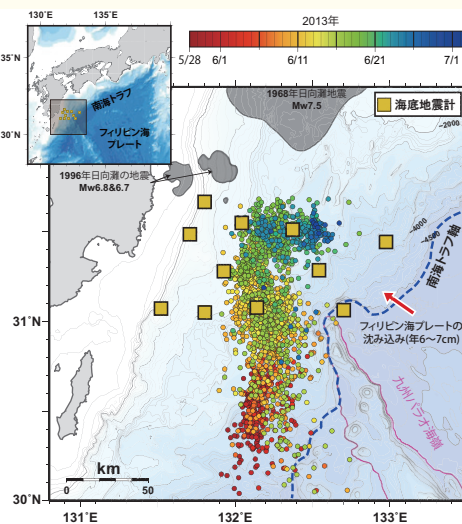 130°E
135°E
35°N
30°N
南海トラフ
フィリピン海
プレート
2013年
5/28
6/1
6/11
6/21
7/1
1968年日向灘地震
Mw7.5
海底地震計
1996年日向灘の地震
Mw6.8&6.7
−2000
−4000
−4500
南海トラフ軸
フィリピン海プレートの
沈み込み(年6〜7cm)
九州パラオ海嶺
31°N
30°N
km
0
50
131°E
132°E
133°E